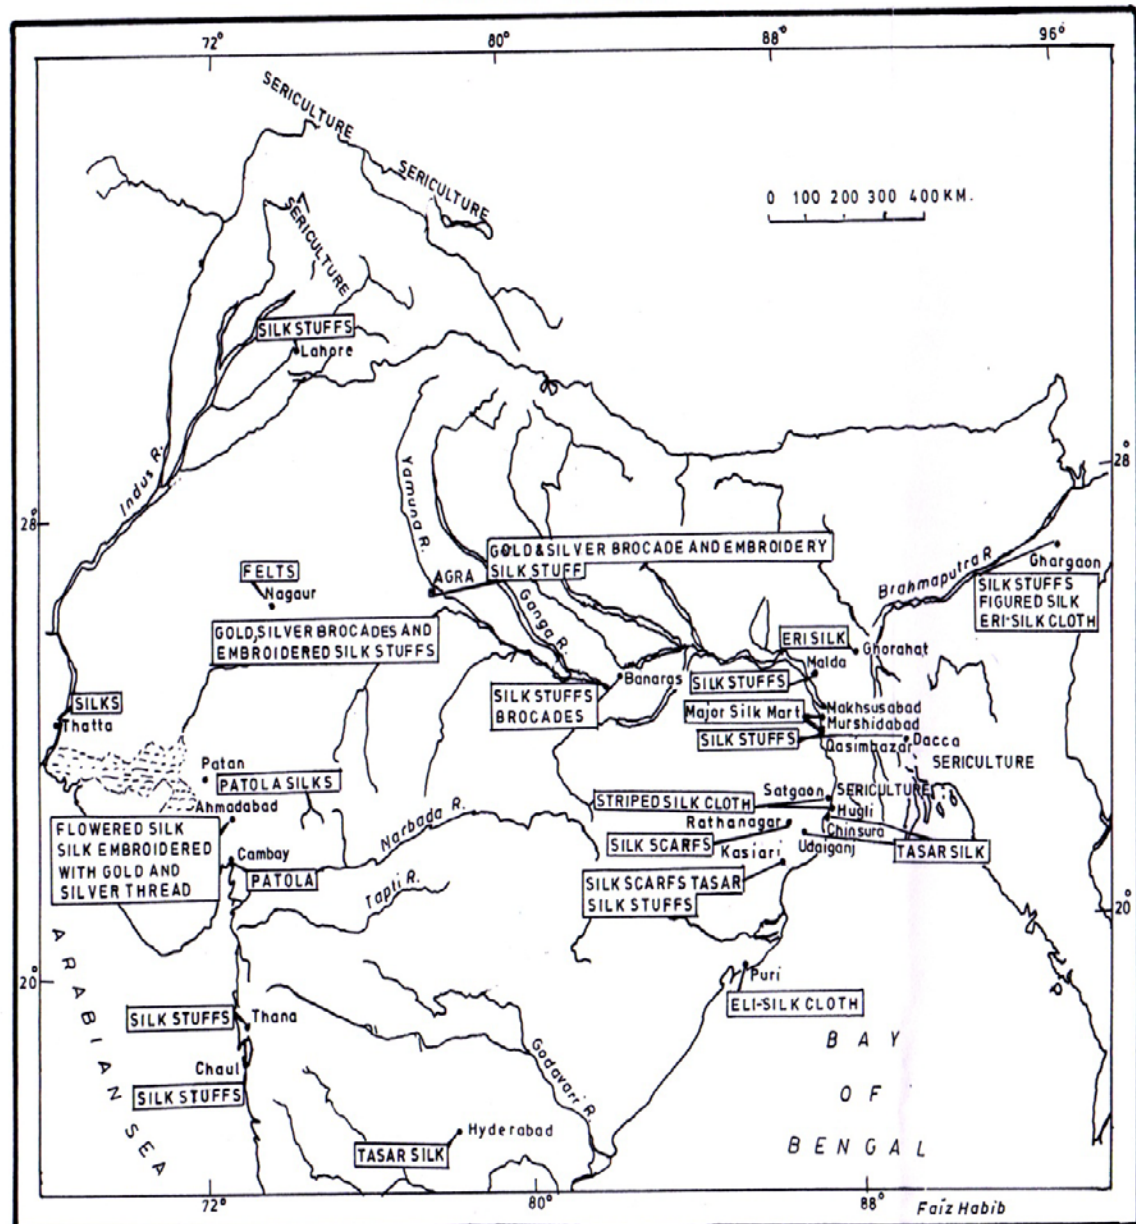 72°
80°
88°
96°
SERICULTURE
SERICULTURE
SERICULTURE
0 100 200 300 400 KM.
SILK STUFFS
Lahore
Indus R.
Yamuna R.
28°
28°
GOLD & SILVER BROCADE AND EMBROIDERY
SILK STUFF
AGRA
FELTS
Nagaur
Ganga R.
Brahmaputra R
Ghargaon
SILK STUFFS
FIGURED SILK
ERI-SILK CLOTH
GOLD, SILVER BROCADES AND
EMBROIDERED SILK STUFFS
ERI SILK
Ghorahat
Malda
Banaras
SILK STUFFS
SILK STUFFS
BROCADES
SILKS
Thatta
Makhsusabad
Major Silk Mart
Murshidabad
SILK STUFFS
Qasimbazar
Dacca
SERICULTURE
Patan
PATOLA SILKS
Ahmadabad
Satgaon
SERICULTURE
STRIPED SILK CLOTH
Hugli
Narbada R.
Rathanagar
Chinsura
FLOWERED SILK
SILK EMBROIDERED
WITH GOLD AND
SILVER THREAD
SILK SCARFS
Udaiganj
TASAR SILK
Kasiari
Cambay
PATOLA
Tapti R.
SILK SCARFS TASAR
SILK STUFFS
20°
20°
ARABIAN SEA
Puri
ELI-SILK CLOTH
SILK STUFFS
Thana
Godavari R.
BAY
OF
BENGAL
Chaul
SILK STUFFS
Hyderabad
TASAR SILK
72°
80°
88°
Faiz Habib